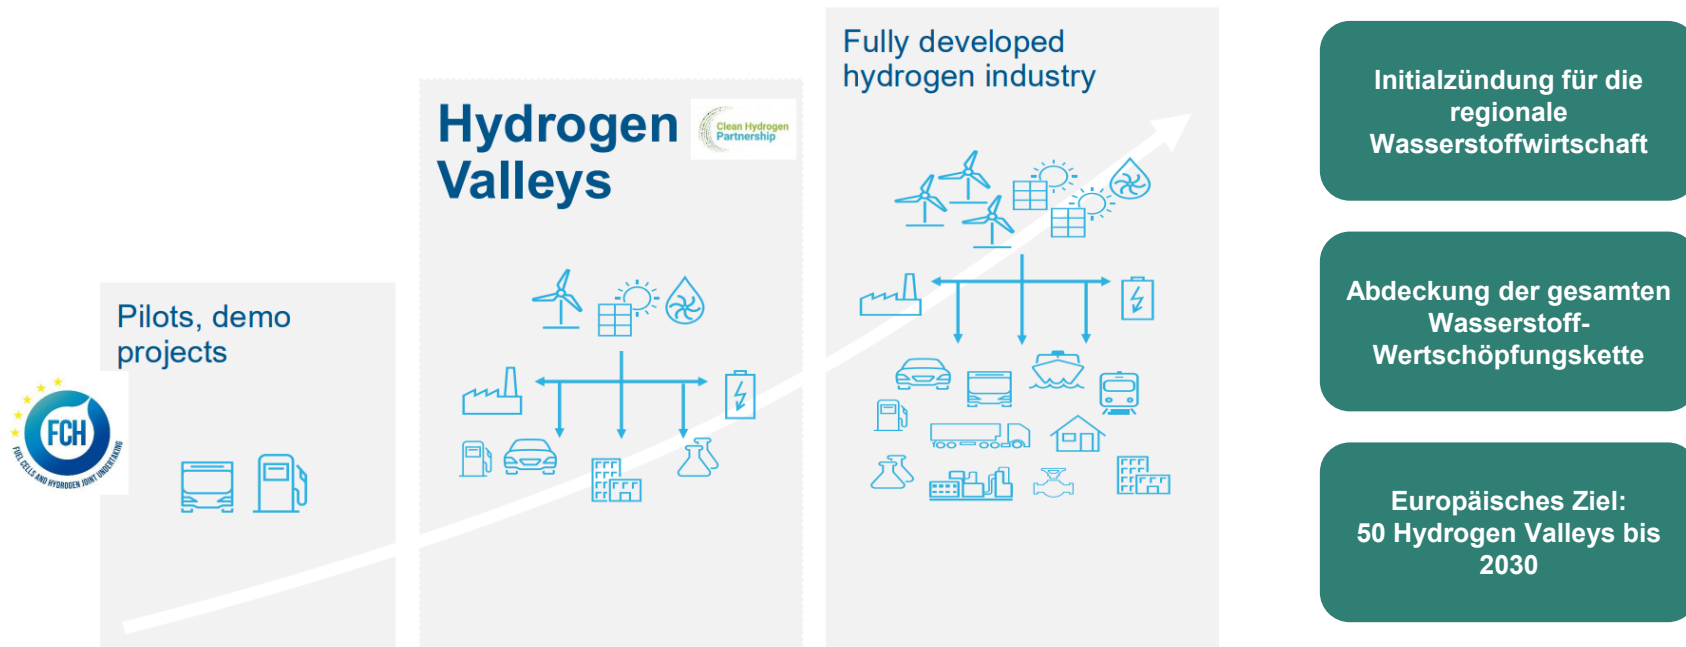 Pilots, demo
projects
FCH
FUEL CELLS AND HYDROGEN JOINT UNDERTAKING
Hydrogen
Valleys
Clean Hydrogen
Partnership
Fully developed
hydrogen industry
Initialzündung für die
regionale
Wasserstoffwirtschaft
Abdeckung der gesamten
Wasserstoff-
Wertschöpfungskette
Europäisches Ziel:
50 Hydrogen Valleys bis
2030